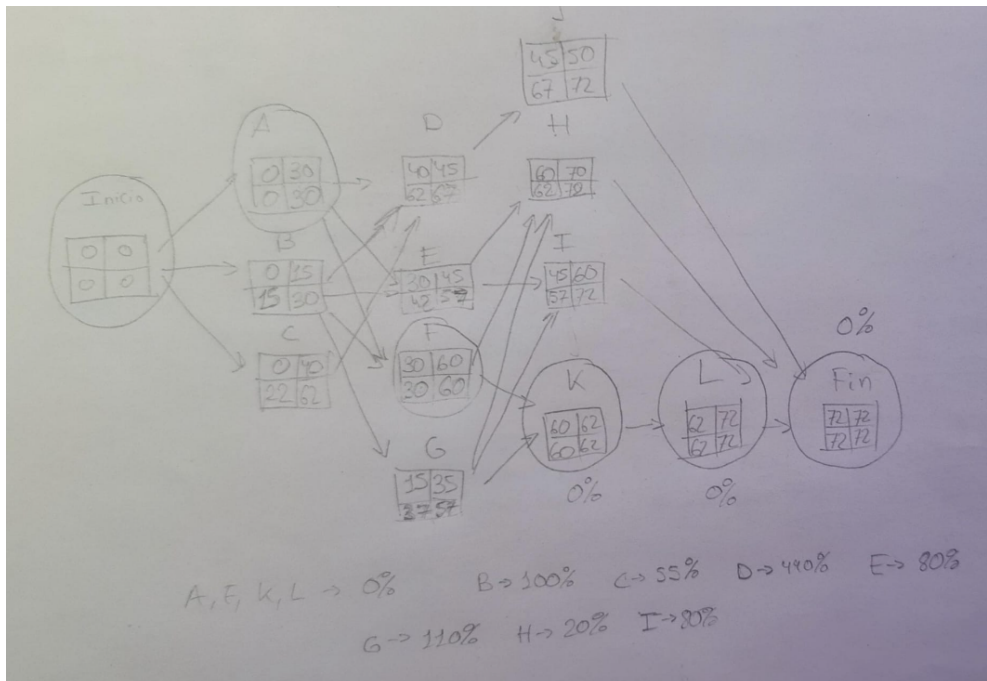 J
45 50
67 72
A
D
H
0 30
0 30
40 45
62 67
60 70
62 72
Inicio
0 0
0 0
B
E
I
0 15
15 30
30 45
42 57
45 60
57 72
C
F
0%
0 40
22 62
30 60
30 60
K
L
Fin
60 62
60 62
62 72
62 72
72 72
72 72
G
15 35
37 57
0%
0%
A, F, K, L → 0%
B → 100%
C → 55%
D → 440%
E → 80%
G → 110%
H → 20%
I → 80%